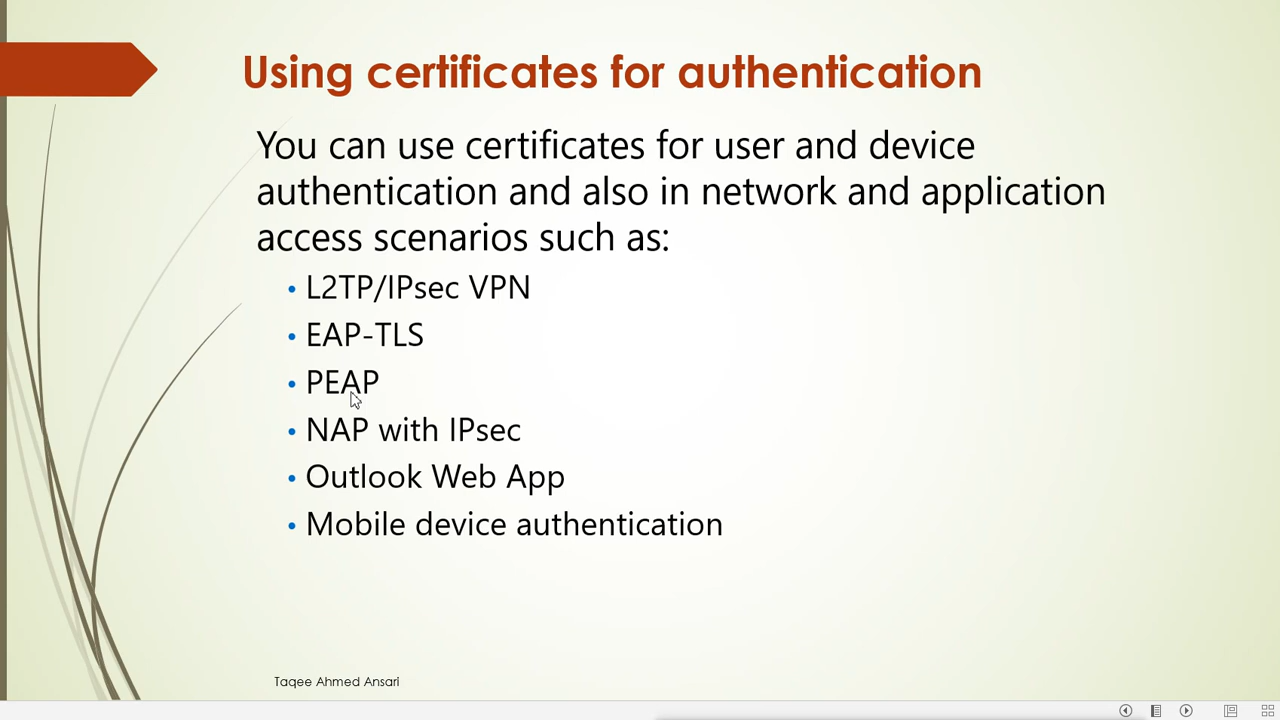 Using certificates for authentication
You can use certificates for user and device
authentication and also in network and application
access scenarios such as:
• L2TP/IPsec VPN
• EAP-TLS
• PEAP
• NAP with IPsec
• Outlook Web App
• Mobile device authentication
Taqee Ahmed Ansari